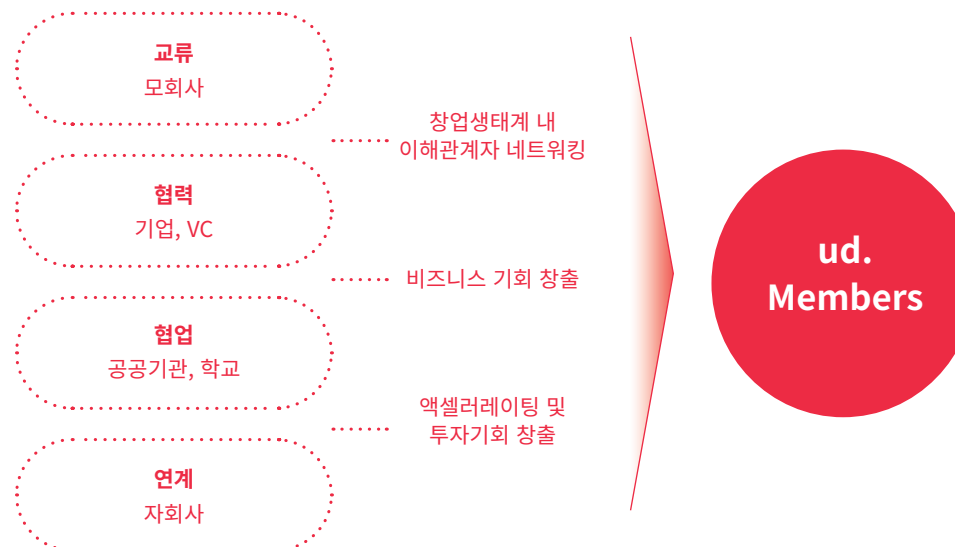 교류
모회사
창업생태계 내
이해관계자 네트워킹
협력
기업, VC
비즈니스 기회 창출
협업
공공기관, 학교
액셀러레이팅 및
투자기회 창출
연계
자회사
ud.
Members